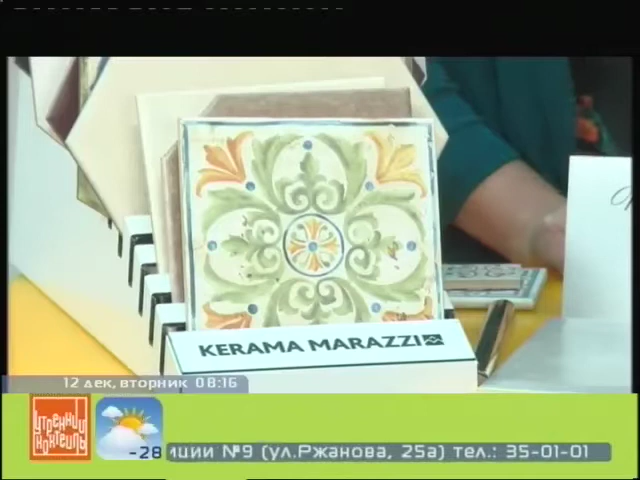 KERAMA MARAZZI
12 дек, вторник 08:16
УТРЕННИЙ
КОКТЕЙЛЬ
-28
иции №9 (ул.Ржанова, 25а) тел.: 35-01-01